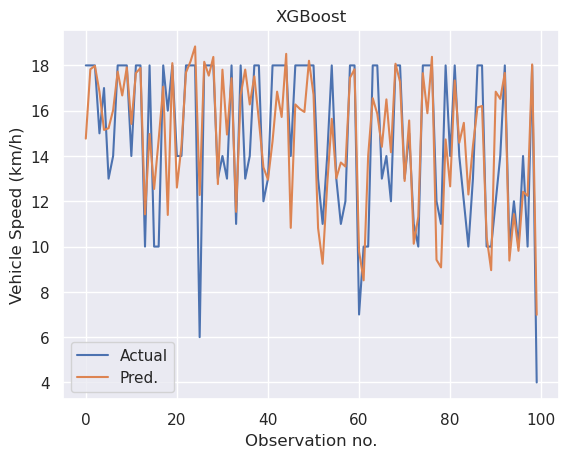 XGBoost
Vehicle Speed (km/h)
18
16
14
12
10
8
6
4
Actual
Pred.
0 20 40 60 80 100
Observation no.